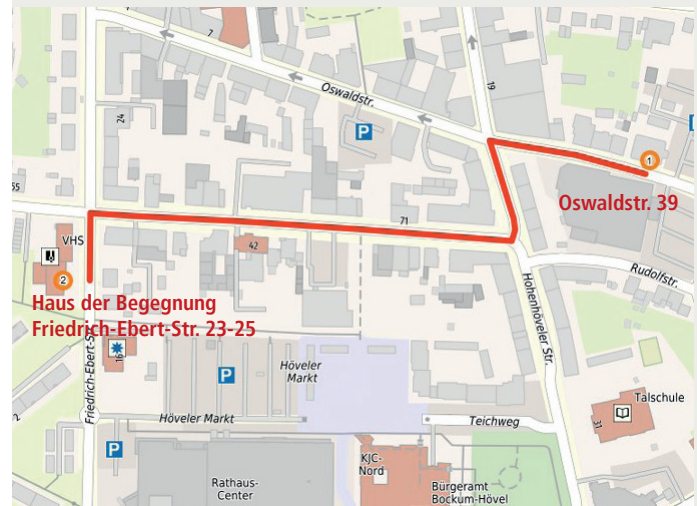 7
24
Oswaldstr.
P
19
1
55
71
Oswaldstr. 39
VHS
42
2
Rudolfstr.
Haus der Begegnung
Friedrich-Ebert-Str. 23-25
Hohenhöveler Str.
16
Höveler
Markt
P
Friedrich-Ebert-Str.
Talschule
31
Höveler Markt
Teichweg
P
Rathaus-
Center
KJC-
Nord
Bürgeramt
Bockum-Hövel